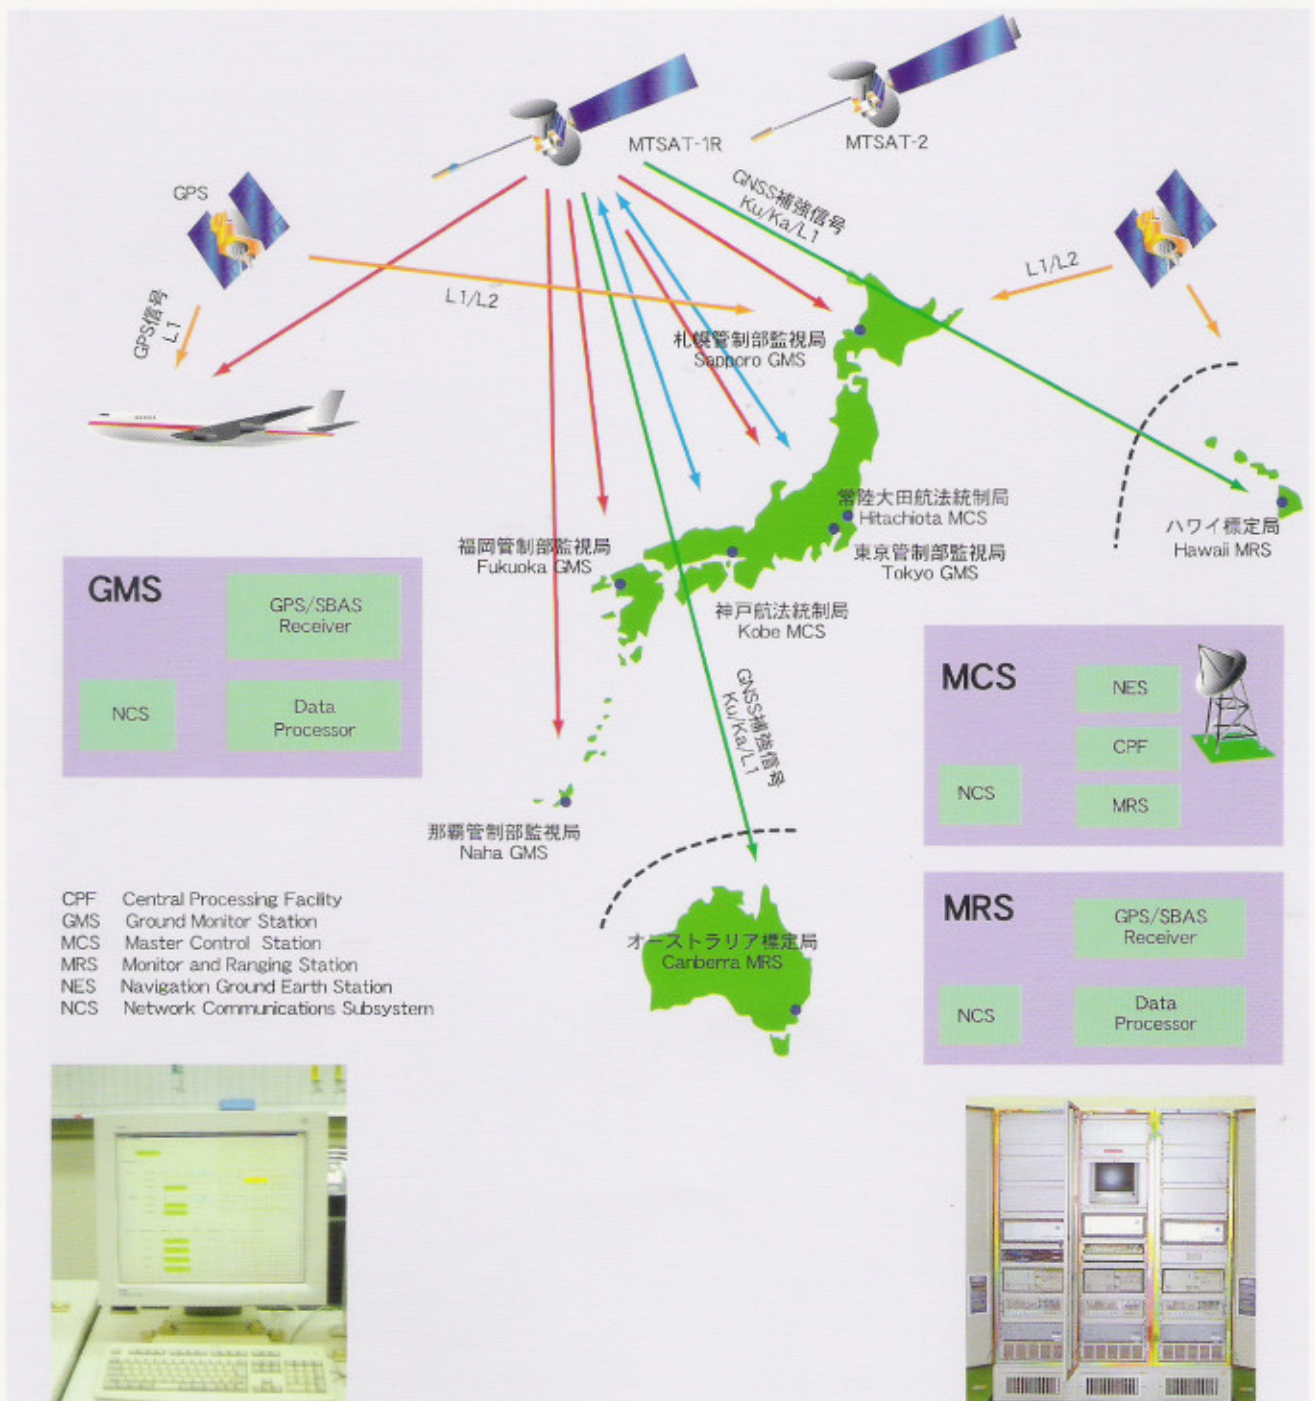 MTSAT-1R
MTSAT-2
GPS
GNSS補強信号
Ku/Ka/L1
L1/L2
L1/L2
GPS信号
L1
札幌管制部監視局
Sapporo GMS
常陸大田航法統制局
Hitachiota MCS
ハワイ標定局
Hawaii MRS
福岡管制部監視局
Fukuoka GMS
東京管制部監視局
Tokyo GMS
神戸航法統制局
Kobe MCS
GMS
GPS/SBAS
Receiver
NCS
Data
Processor
GNSS補強信号
Ku/Ka/L1
MCS
NES
CPF
NCS
MRS
那覇管制部監視局
Naha GMS
CPF Central Processing Facility
GMS Ground Monitor Station
MCS Master Control Station
MRS Monitor and Ranging Station
NES Navigation Ground Earth Station
NCS Network Communications Subsystem
オーストラリア標定局
Canberra MRS
MRS
GPS/SBAS
Receiver
NCS
Data
Processor